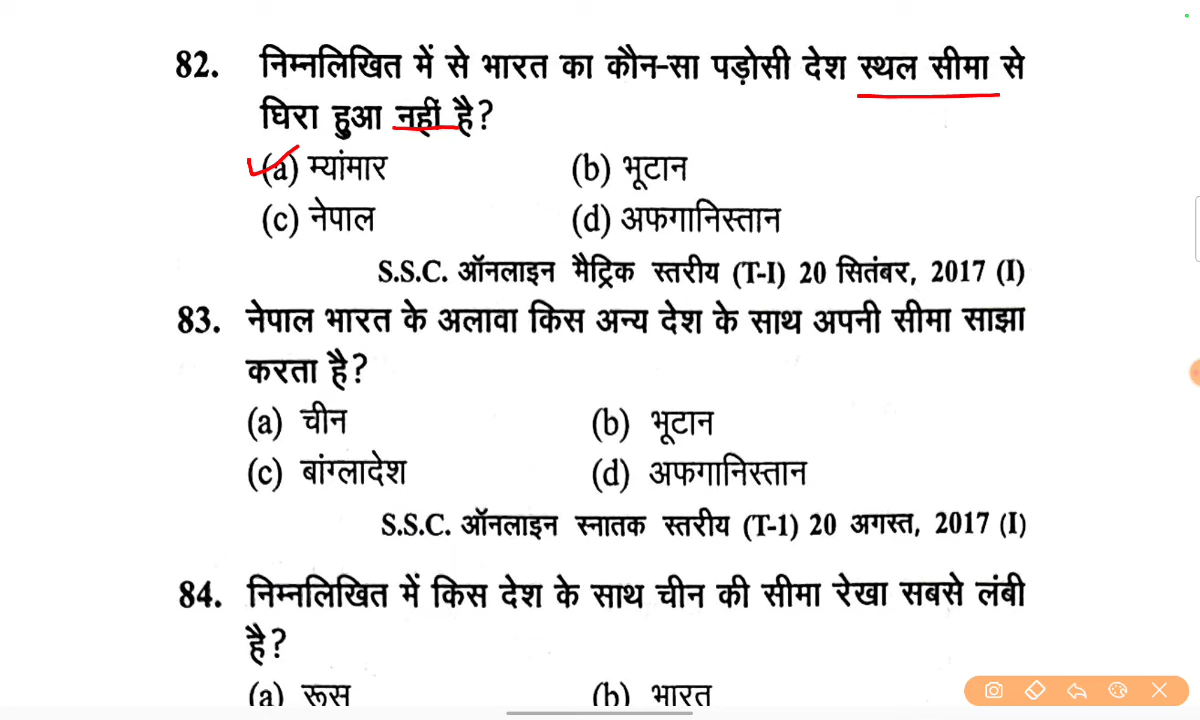 82. निम्नलिखित में से भारत का कौन-सा पड़ोसी देश स्थल सीमा से
घिरा हुआ नहीं है?
(a) म्यांमार (b) भूटान
(c) नेपाल (d) अफगानिस्तान
S.S.C. ऑनलाइन मैट्रिक स्तरीय (T-I) 20 सितंबर, 2017 (I)
83. नेपाल भारत के अलावा किस अन्य देश के साथ अपनी सीमा साझा
करता है?
(a) चीन (b) भूटान
(c) बांग्लादेश (d) अफगानिस्तान
S.S.C. ऑनलाइन स्नातक स्तरीय (T-1) 20 अगस्त, 2017 (I)
84. निम्नलिखित में किस देश के साथ चीन की सीमा रेखा सबसे लंबी
है?
(a) रूस (b) भारत